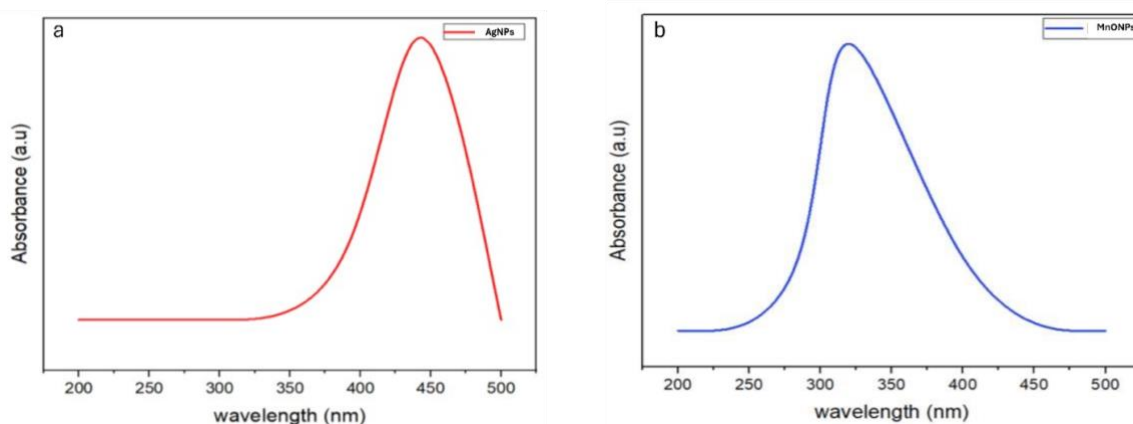 a
AgNPs
Absorbance (a.u)
200 250 300 350 400 450 500
wavelength (nm)
b
MnONPs
Absorbance (a.u)
200 250 300 350 400 450 500
wavelength (nm)